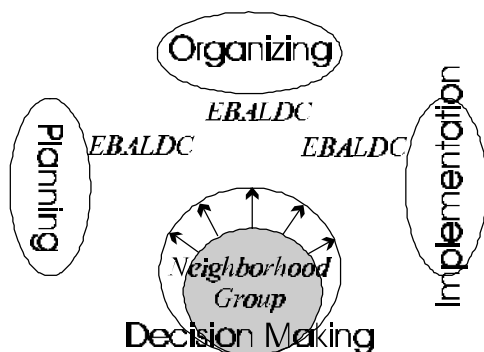 Organizing
EBALDC
Planning
EBALDC
EBALDC
Implementation
Neighborhood
Group
Decision Making